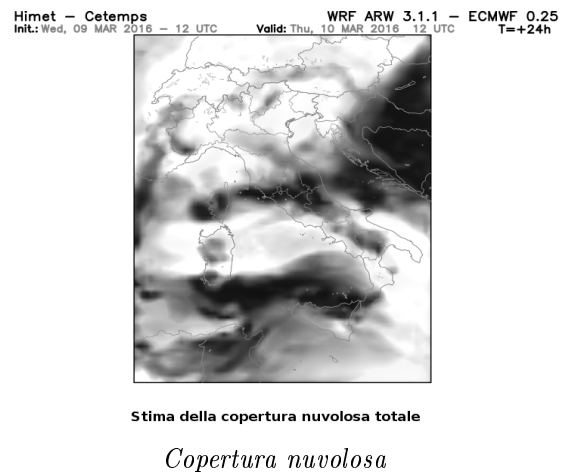 Himet – Cetemps WRF ARW 3.1.1 – ECMWF 0.25
Init.: Wed, 09 MAR 2016 – 12 UTC Valid: Thu, 10 MAR 2016 12 UTC T=+24h
Stima della copertura nuvolosa totale
Copertura nuvolosa